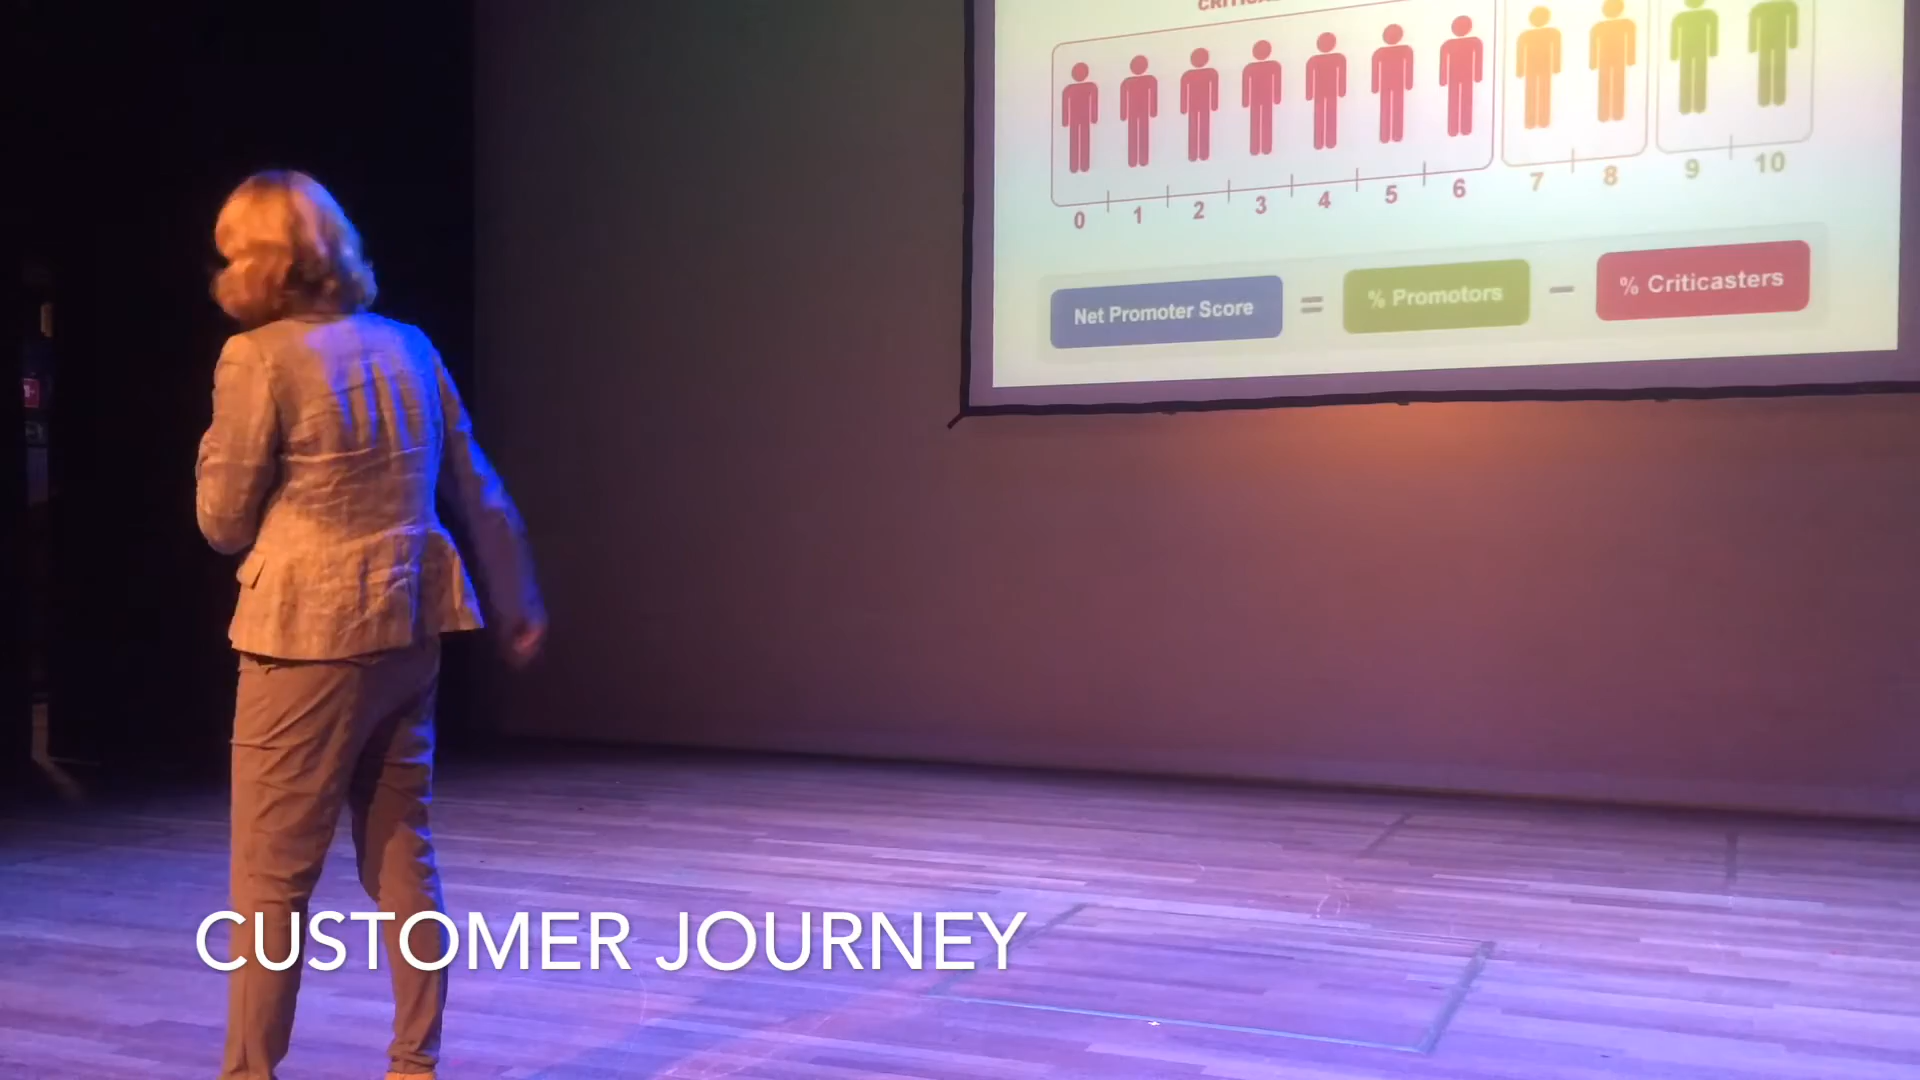 0 1 2 3 4 5 6 7 8 9 10
Net Promoter Score = % Promotors − % Criticasters
CUSTOMER JOURNEY